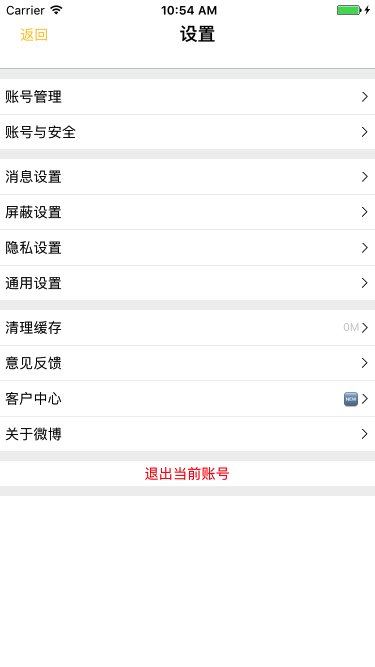 Carrier 10:54 AM
返回 设置
账号管理
账号与安全
消息设置
屏蔽设置
隐私设置
通用设置
清理缓存 0M
意见反馈
客户中心 NEW
关于微博
退出当前账号